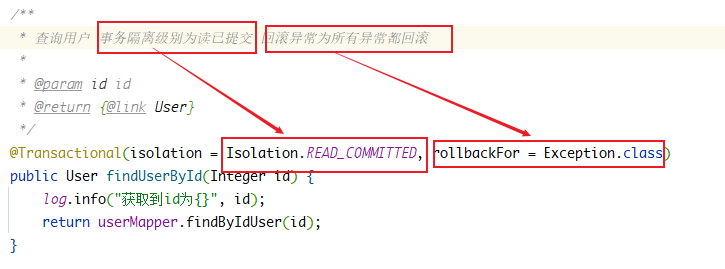 /**
* 查询用户 事务隔离级别为读已提交 回滚异常为所有异常都回滚
*
* @param id id
* @return {@link User}
*/
@Transactional(isolation = Isolation.READ_COMMITTED, rollbackFor = Exception.class)
public User findUserById(Integer id) {
log.info("获取到id为{}", id);
return userMapper.findByIdUser(id);
}